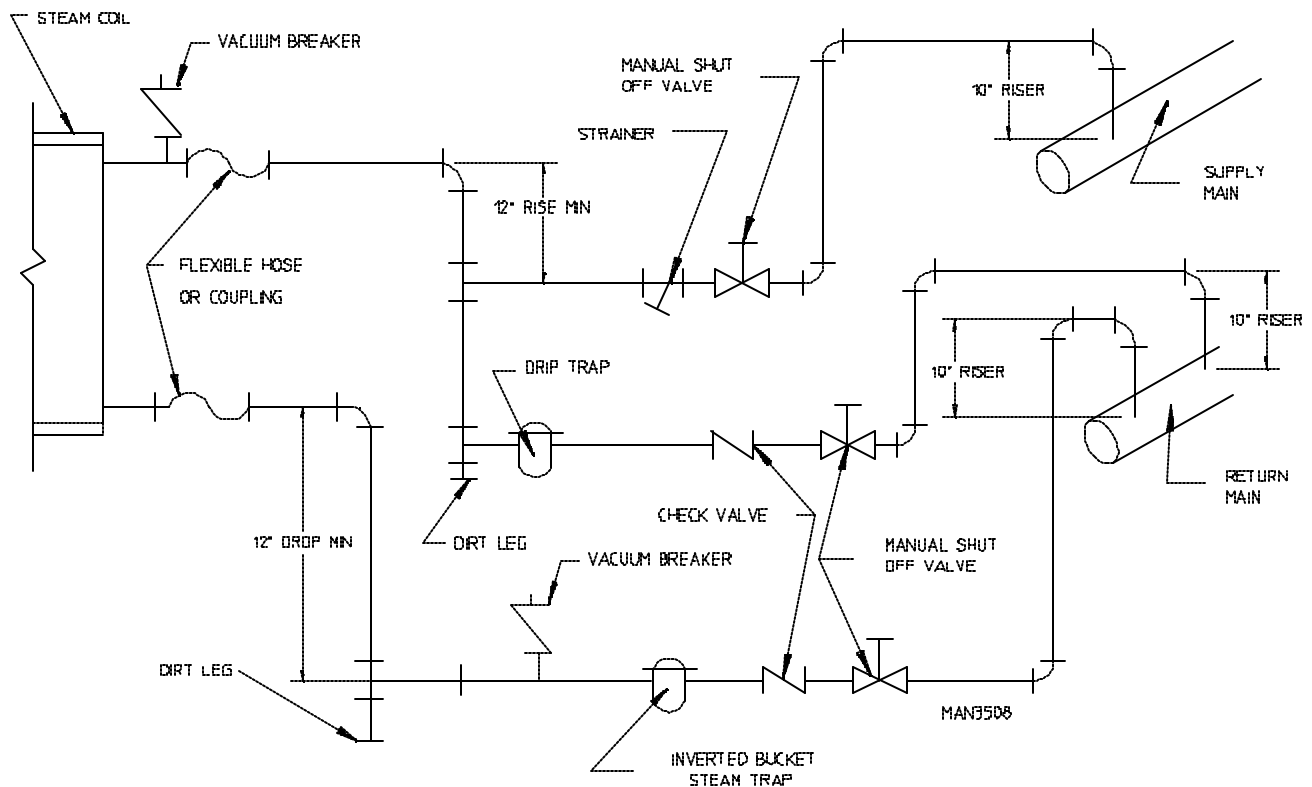 STEAM COIL
VACUUM BREAKER
MANUAL SHUT
OFF VALVE
10" RISER
STRAINER
SUPPLY
MAIN
12" RISE MIN
FLEXIBLE HOSE
OR COUPLING
10" RISER
DRIP TRAP
10" RISER
RETURN
MAIN
CHECK VALVE
12" DROP MIN
DIRT LEG
VACUUM BREAKER
MANUAL SHUT
OFF VALVE
DIRT LEG
MAN3508
INVERTED BUCKET
STEAM TRAP